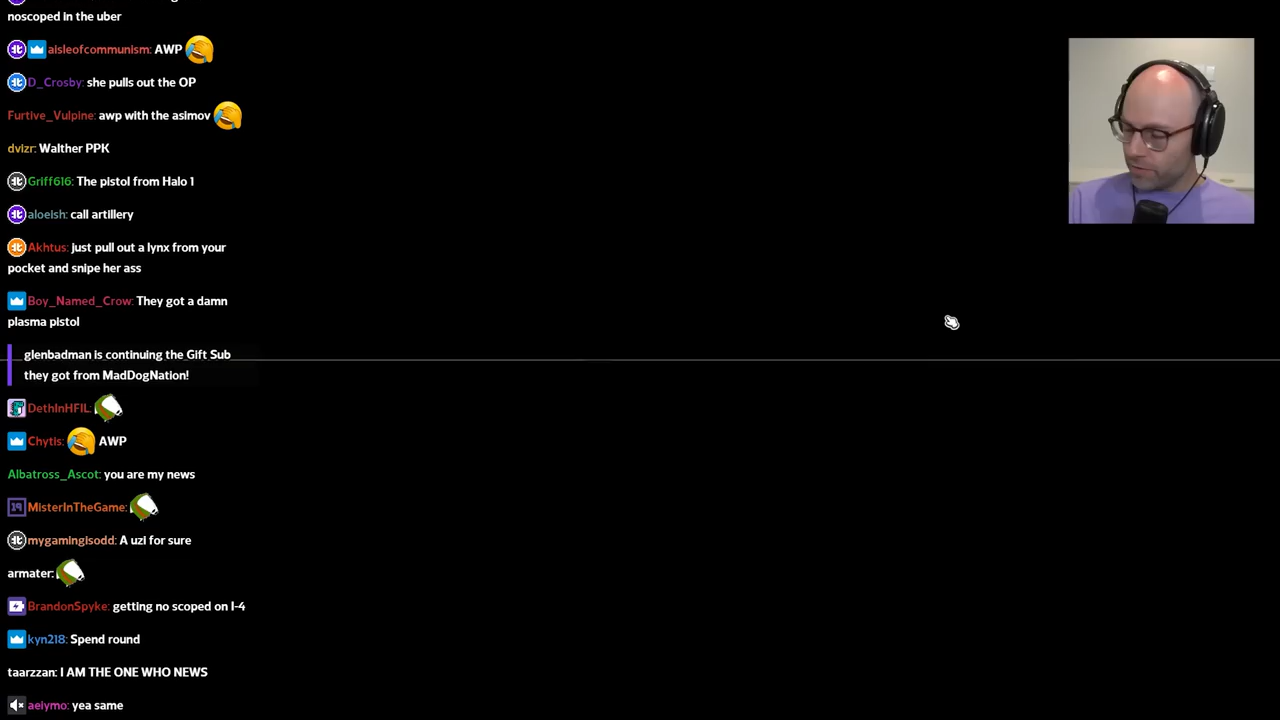 noscoped in the uber
aisleofcommunism: AWP
D_Crosby: she pulls out the OP
Furtive_Vulpine: awp with the asimov
dvizr: Walther PPK
Griff616: The pistol from Halo 1
aloeish: call artillery
Akhtus: just pull out a lynx from your
pocket and snipe her ass
Boy_Named_Crow: They got a damn
plasma pistol
glenbadman is continuing the Gift Sub
they got from MadDogNation!
DethInHFIL:
Chytis: AWP
Albatross_Ascot: you are my news
19 MisterInTheGame:
mygamingisodd: A uzi for sure
armater:
BrandonSpyke: getting no scoped on I-4
kyn218: Spend round
taarzzan: I AM THE ONE WHO NEWS
aeiymo: yea same